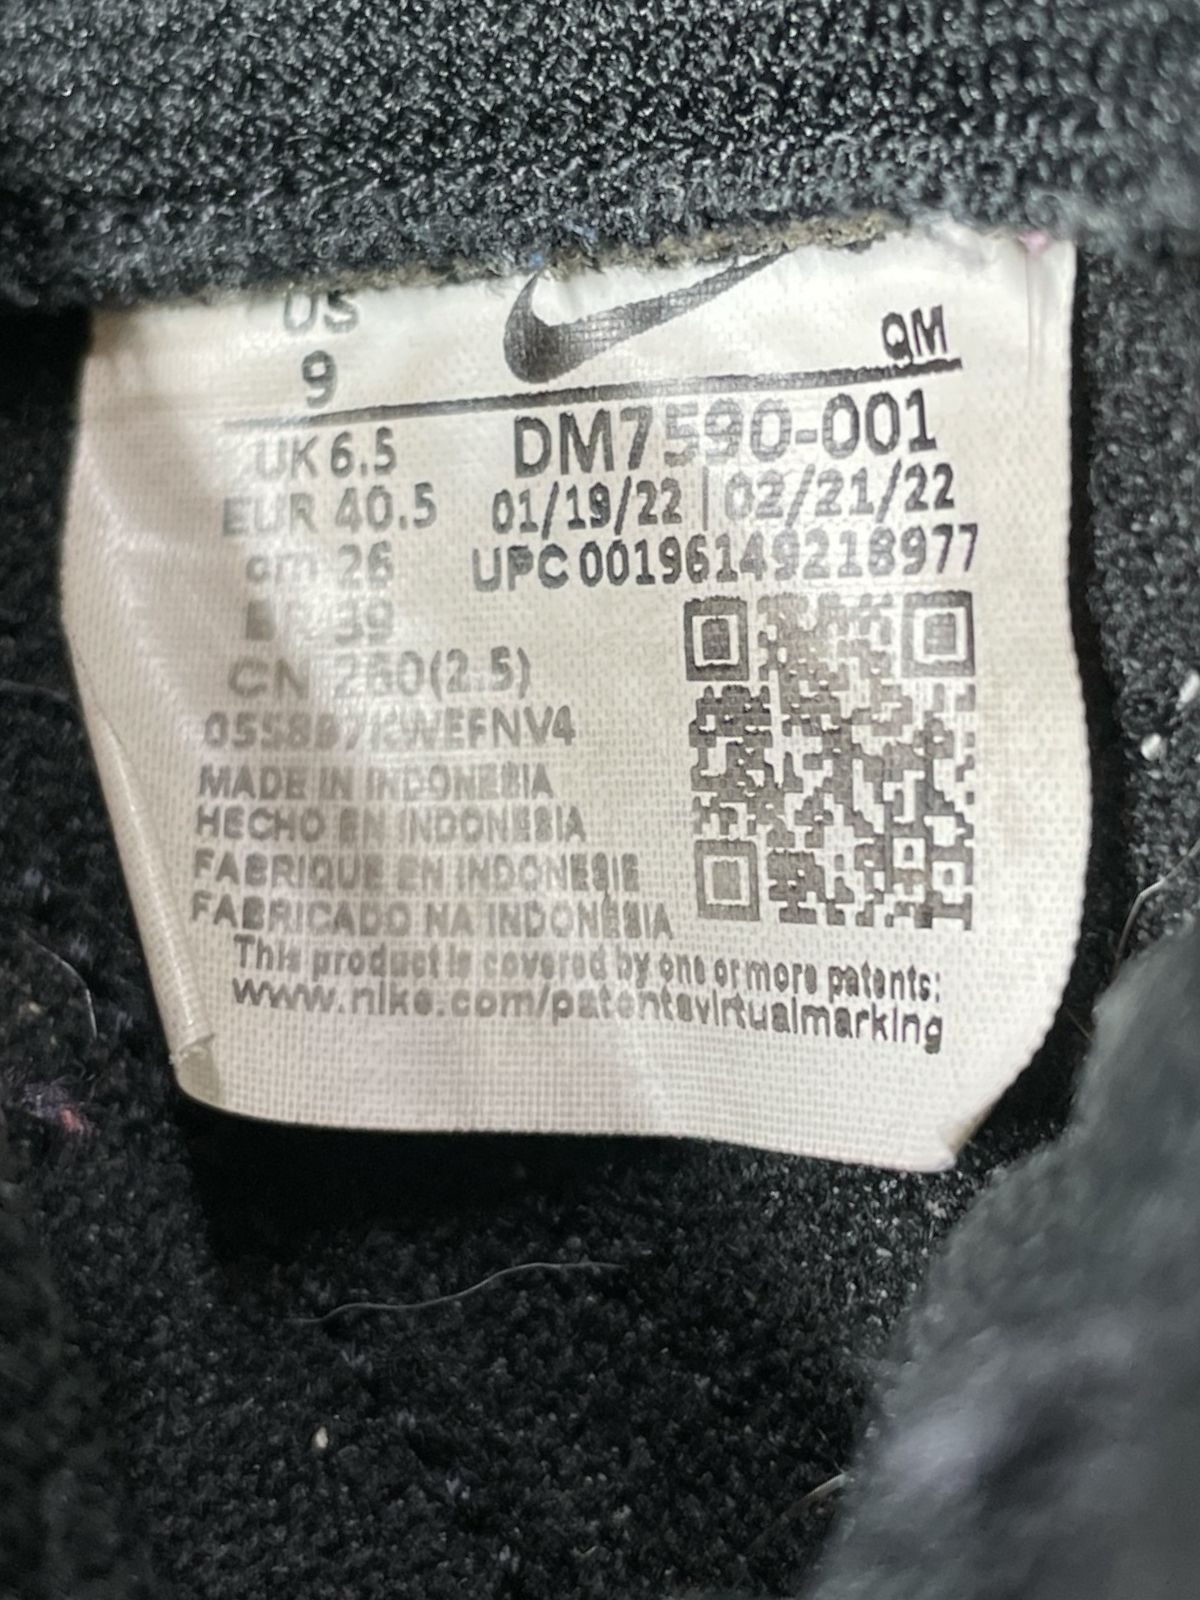 US
9
QM
UK 6.5
DM7590-001
EUR 40.5
01/19/22 | 02/21/22
cm 26
UPC 00196149218977
39
CN 260(2.5)
MADE IN INDONESIA
HECHO EN INDONESIA
FABRIQUE EN INDONESIE
FABRICADO NA INDONESIA
This product is covered by one or more patents:
www.nike.com/patentsvirtualmarking